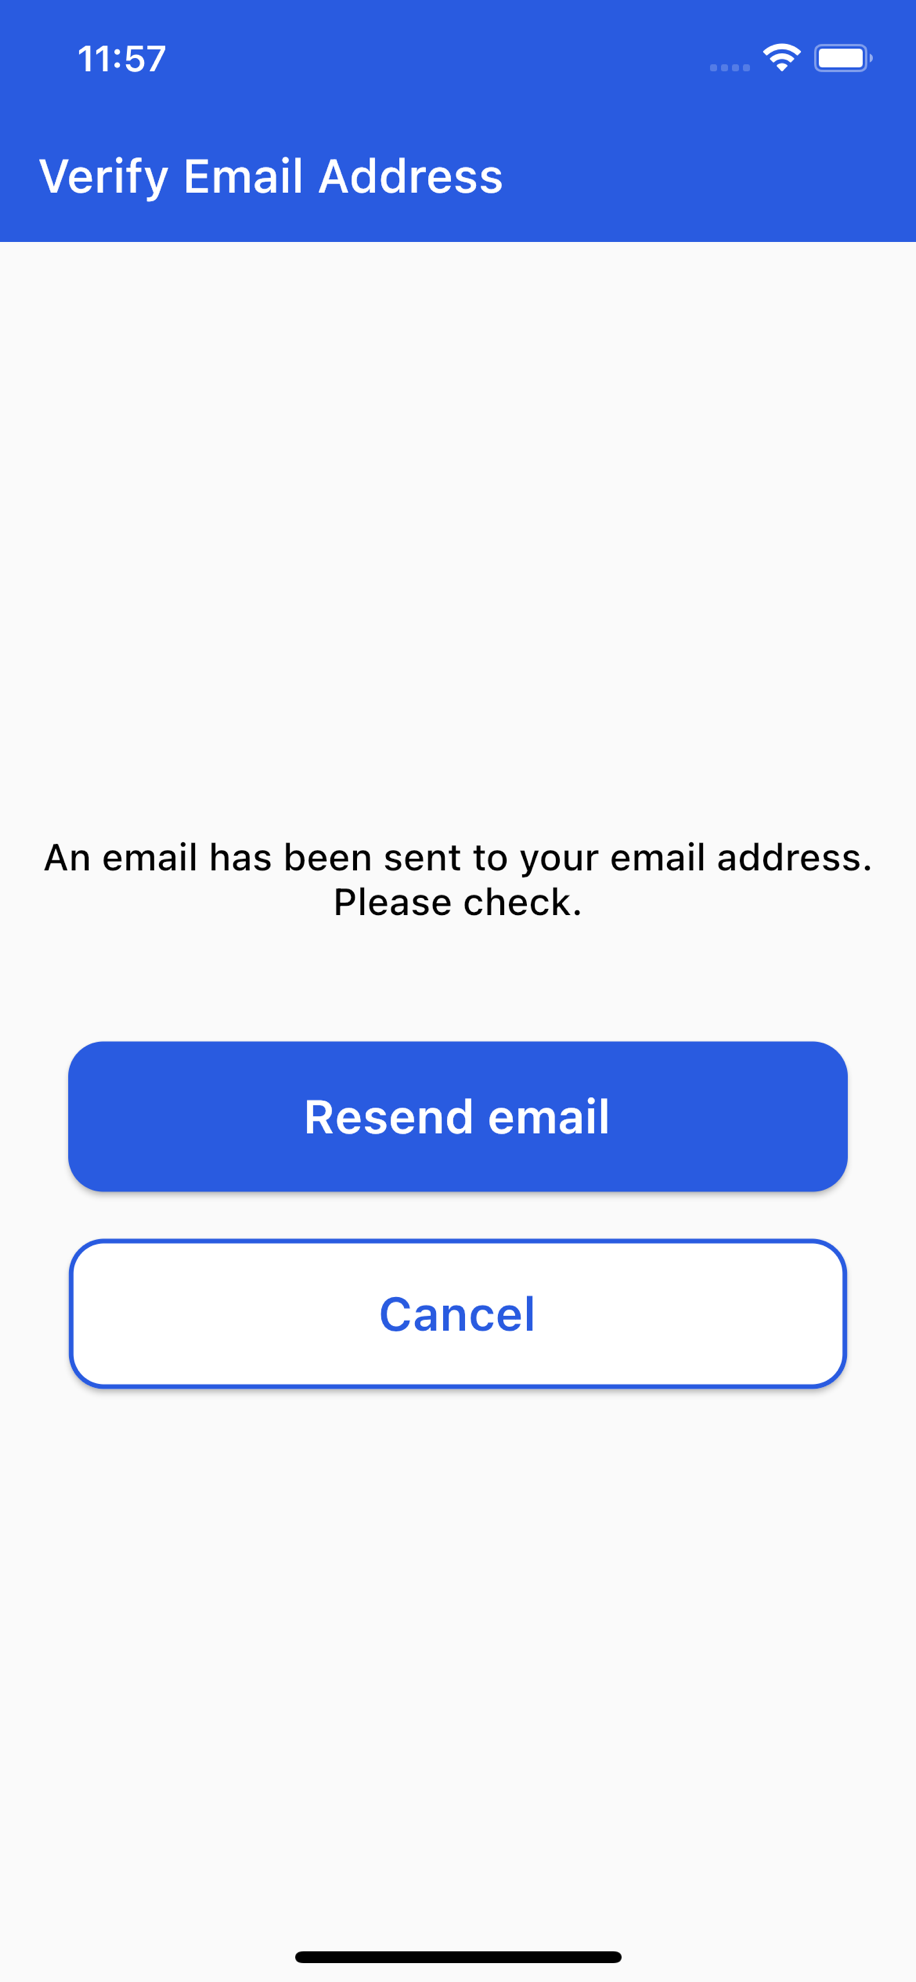 11:57
Verify Email Address
An email has been sent to your email address.
Please check.
Resend email
Cancel